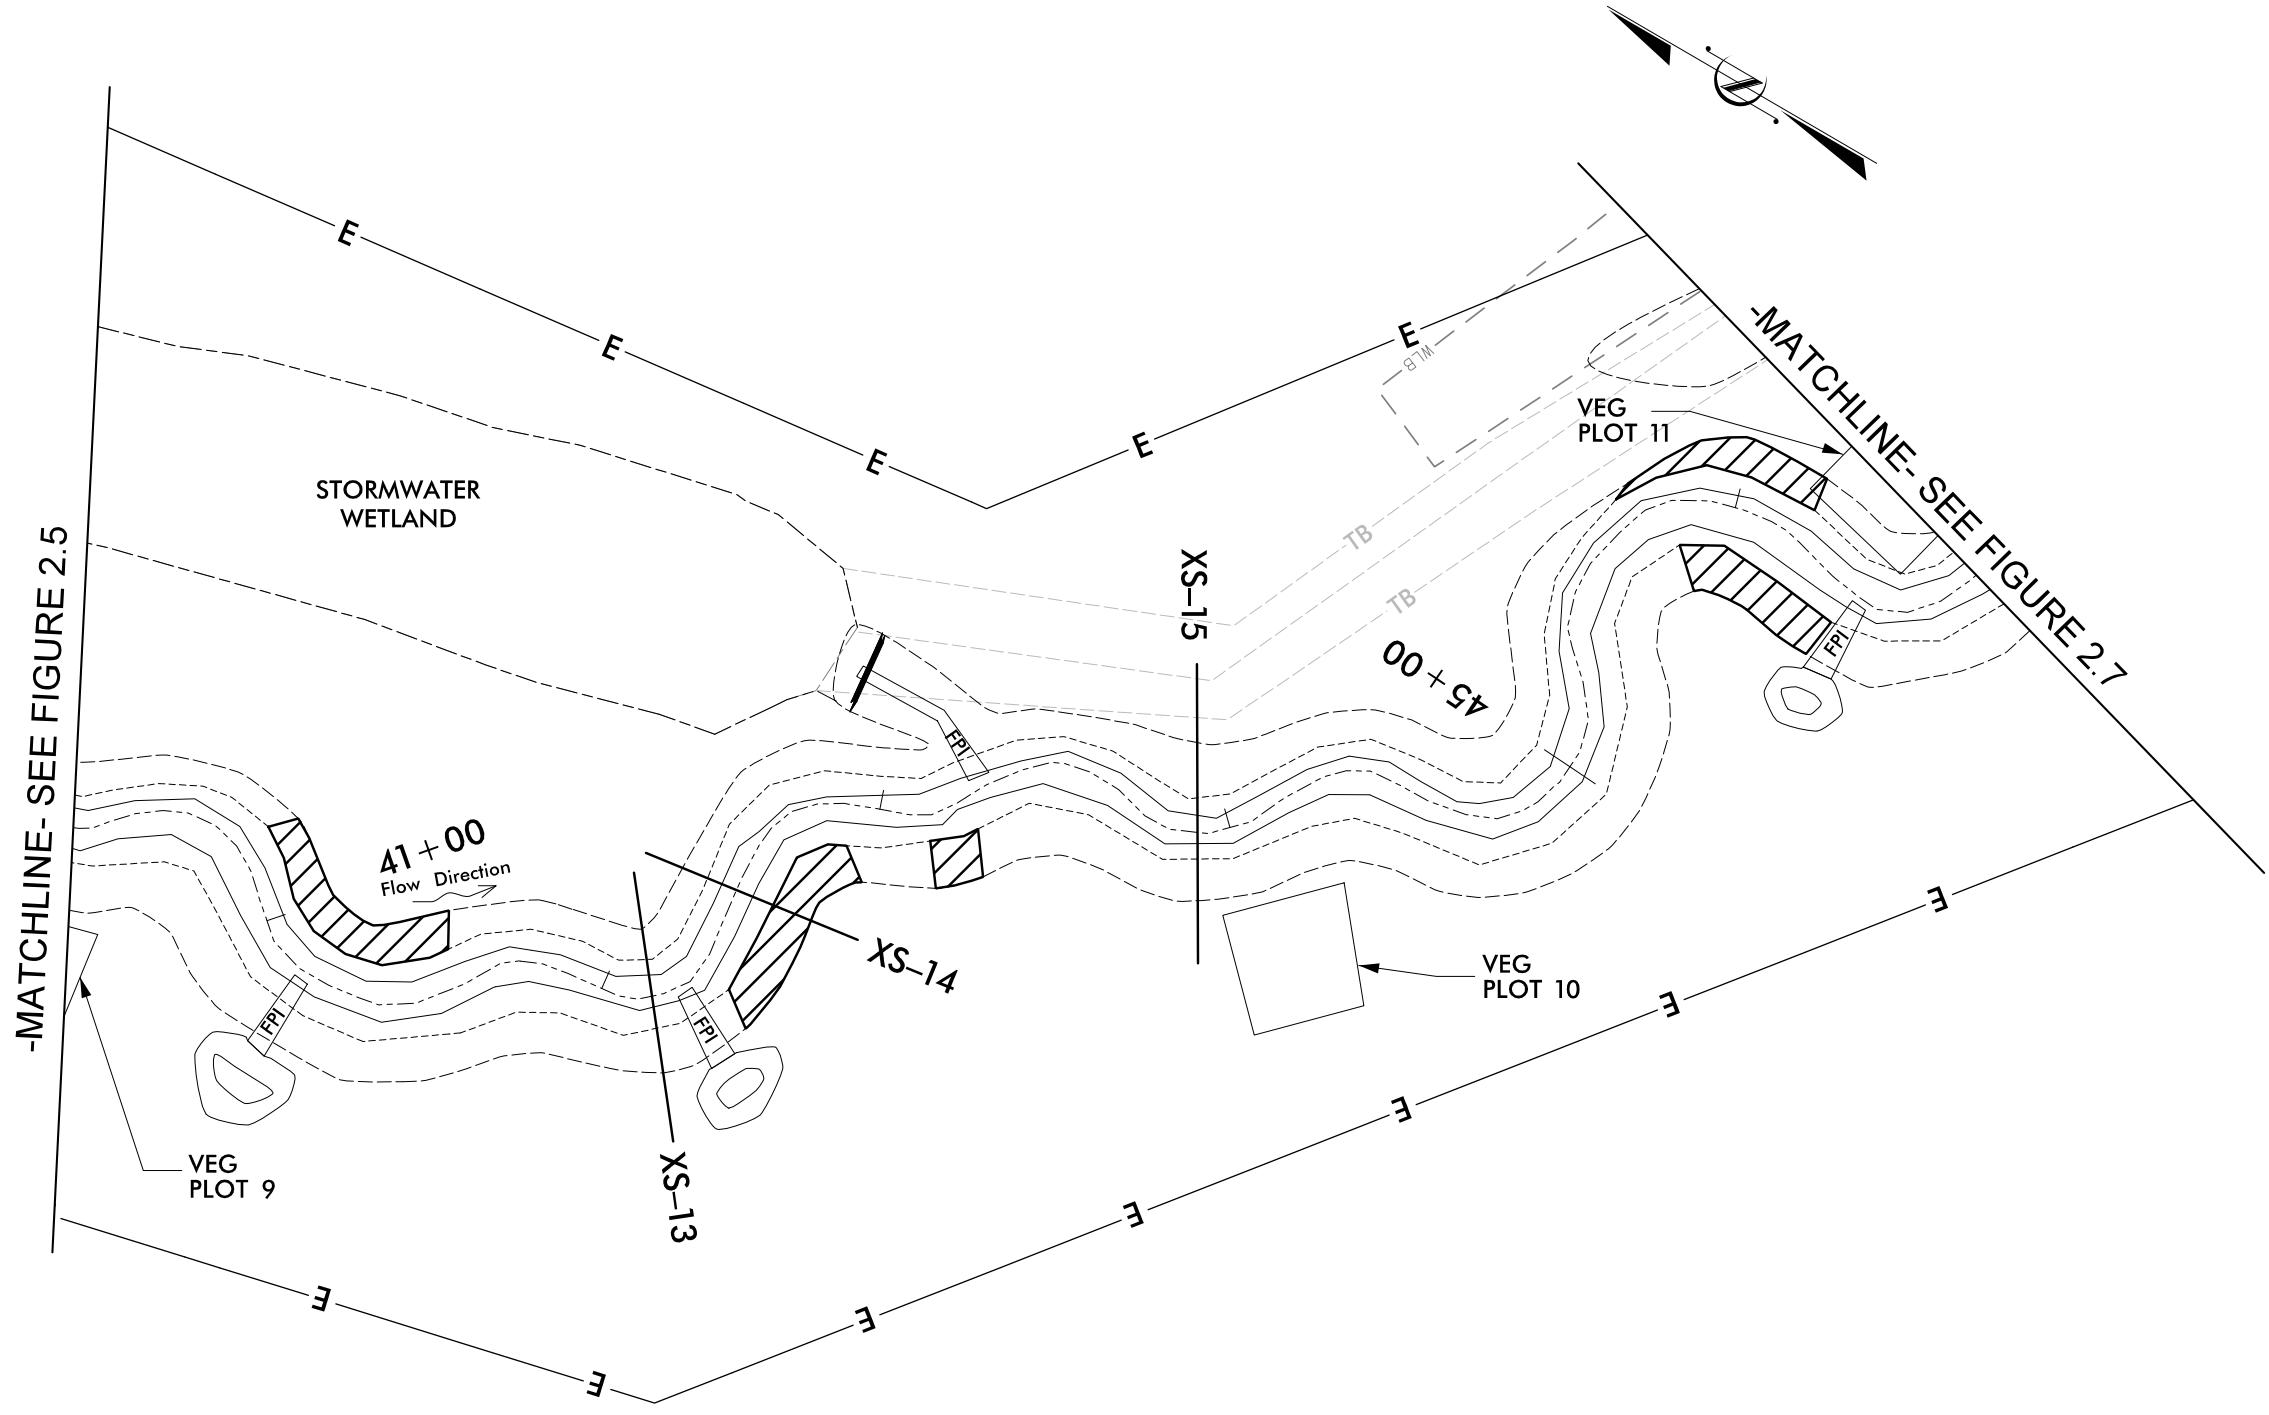 E
E
E
E
E
WLB
-MATCHLINE- SEE FIGURE 2.5
-MATCHLINE- SEE FIGURE 2.7
STORMWATER
WETLAND
VEG
PLOT 11
TB
TB
XS-15
45+00
FPI
FPI
41+00
Flow Direction
XS-14
FPI
FPI
VEG
PLOT 10
VEG
PLOT 9
XS-13
E
E
E
E
E
E
E